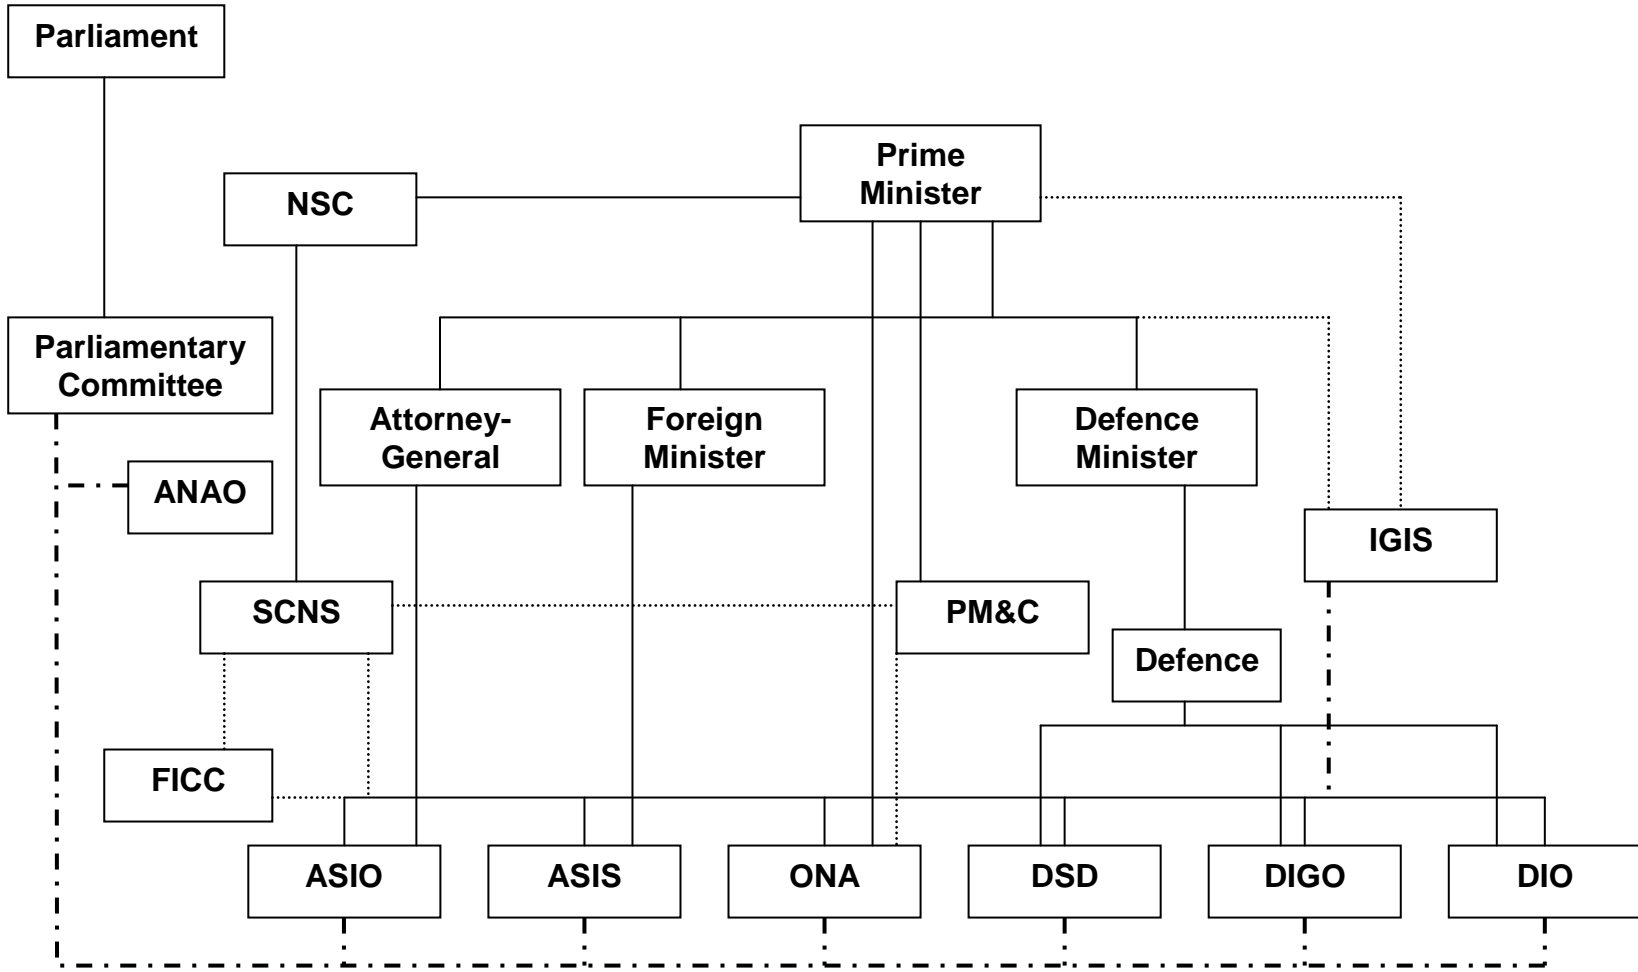 Parliament
Prime
Minister
NSC
Parliamentary
Committee
Attorney-
General
Foreign
Minister
Defence
Minister
ANAO
IGIS
SCNS
PM&C
Defence
FICC
ASIO
ASIS
ONA
DSD
DIGO
DIO